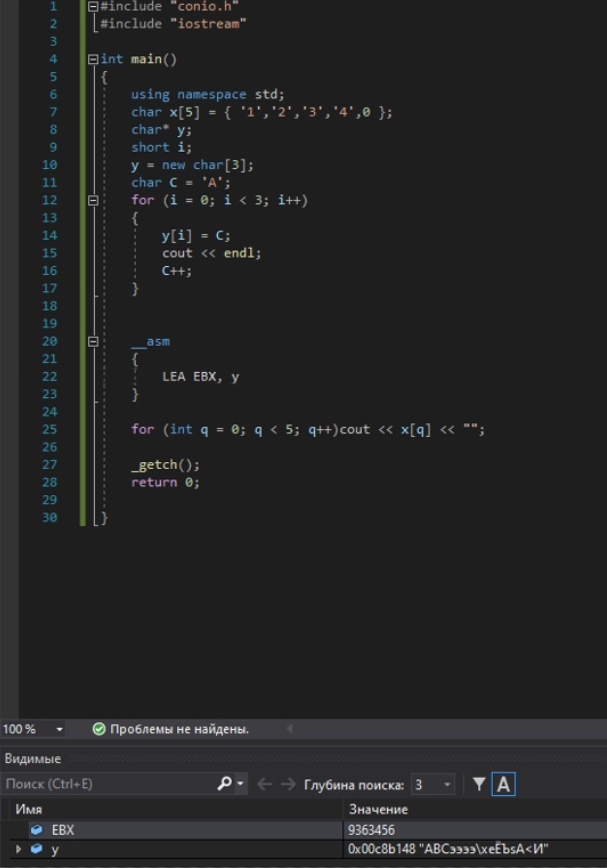 1 #include "conio.h"
2 #include "iostream"
3
4 int main()
5 {
6 using namespace std;
7 char x[5] = { '1','2','3','4',0 };
8 char* y;
9 short i;
10 y = new char[3];
11 char C = 'A';
12 for (i = 0; i < 3; i++)
13 {
14 y[i] = C;
15 cout << endl;
16 C++;
17 }
18
19
20 __asm
21 {
22 LEA EBX, y
23 }
24
25 for (int q = 0; q < 5; q++)cout << x[q] << "";
26
27 _getch();
28 return 0;
29
30 }
100 % Проблемы не найдены.
Видимые
Поиск (Ctrl+E) Глубина поиска: 3 A
Имя Значение
EBX 9363456
y 0x00c8b148 "ABCээээ\xeЁЪsA<И"